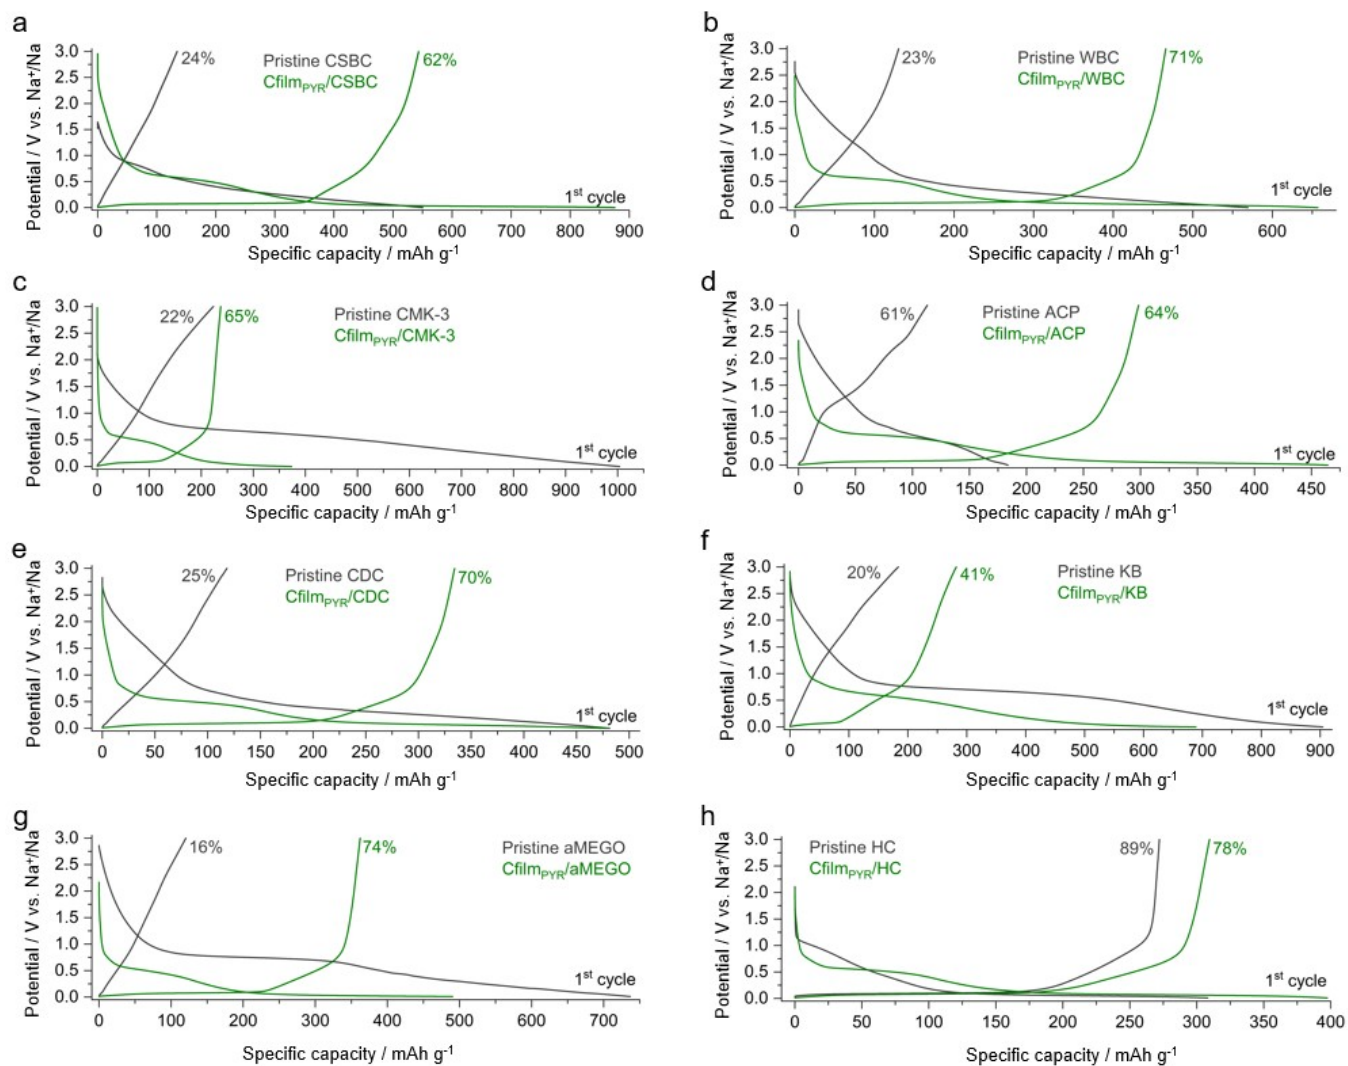 a
Potential / V vs. Na⁺/Na
3.0
2.5
2.0
1.5
1.0
0.5
0.0
24%
Pristine CSBC
CfilmPYR/CSBC
62%
1st cycle
0 100 200 300 400 500 600 700 800 900
Specific capacity / mAh g-1
b
Potential / V vs. Na⁺/Na
3.0
2.5
2.0
1.5
1.0
0.5
0.0
23%
Pristine WBC
CfilmPYR/WBC
71%
1st cycle
0 100 200 300 400 500 600
Specific capacity / mAh g-1
c
Potential / V vs. Na⁺/Na
3.0
2.5
2.0
1.5
1.0
0.5
0.0
22%
65%
Pristine CMK-3
CfilmPYR/CMK-3
1st cycle
0 100 200 300 400 500 600 700 800 900 1000
Specific capacity / mAh g-1
d
Potential / V vs. Na⁺/Na
3.0
2.5
2.0
1.5
1.0
0.5
0.0
61%
Pristine ACP
CfilmPYR/ACP
64%
1st cycle
0 50 100 150 200 250 300 350 400 450
Specific capacity / mAh g-1
e
Potential / V vs. Na⁺/Na
3.0
2.5
2.0
1.5
1.0
0.5
0.0
25%
Pristine CDC
CfilmPYR/CDC
70%
1st cycle
0 50 100 150 200 250 300 350 400 450 500
Specific capacity / mAh g-1
f
Potential / V vs. Na⁺/Na
3.0
2.5
2.0
1.5
1.0
0.5
0.0
20%
41%
Pristine KB
CfilmPYR/KB
1st cycle
0 100 200 300 400 500 600 700 800 900
Specific capacity / mAh g-1
g
Potential / V vs. Na⁺/Na
3.0
2.5
2.0
1.5
1.0
0.5
0.0
16%
74%
Pristine aMEGO
CfilmPYR/aMEGO
1st cycle
0 100 200 300 400 500 600 700
Specific capacity / mAh g-1
h
Potential / V vs. Na⁺/Na
3.0
2.5
2.0
1.5
1.0
0.5
0.0
Pristine HC
CfilmPYR/HC
89%
78%
1st cycle
0 50 100 150 200 250 300 350 400
Specific capacity / mAh g-1